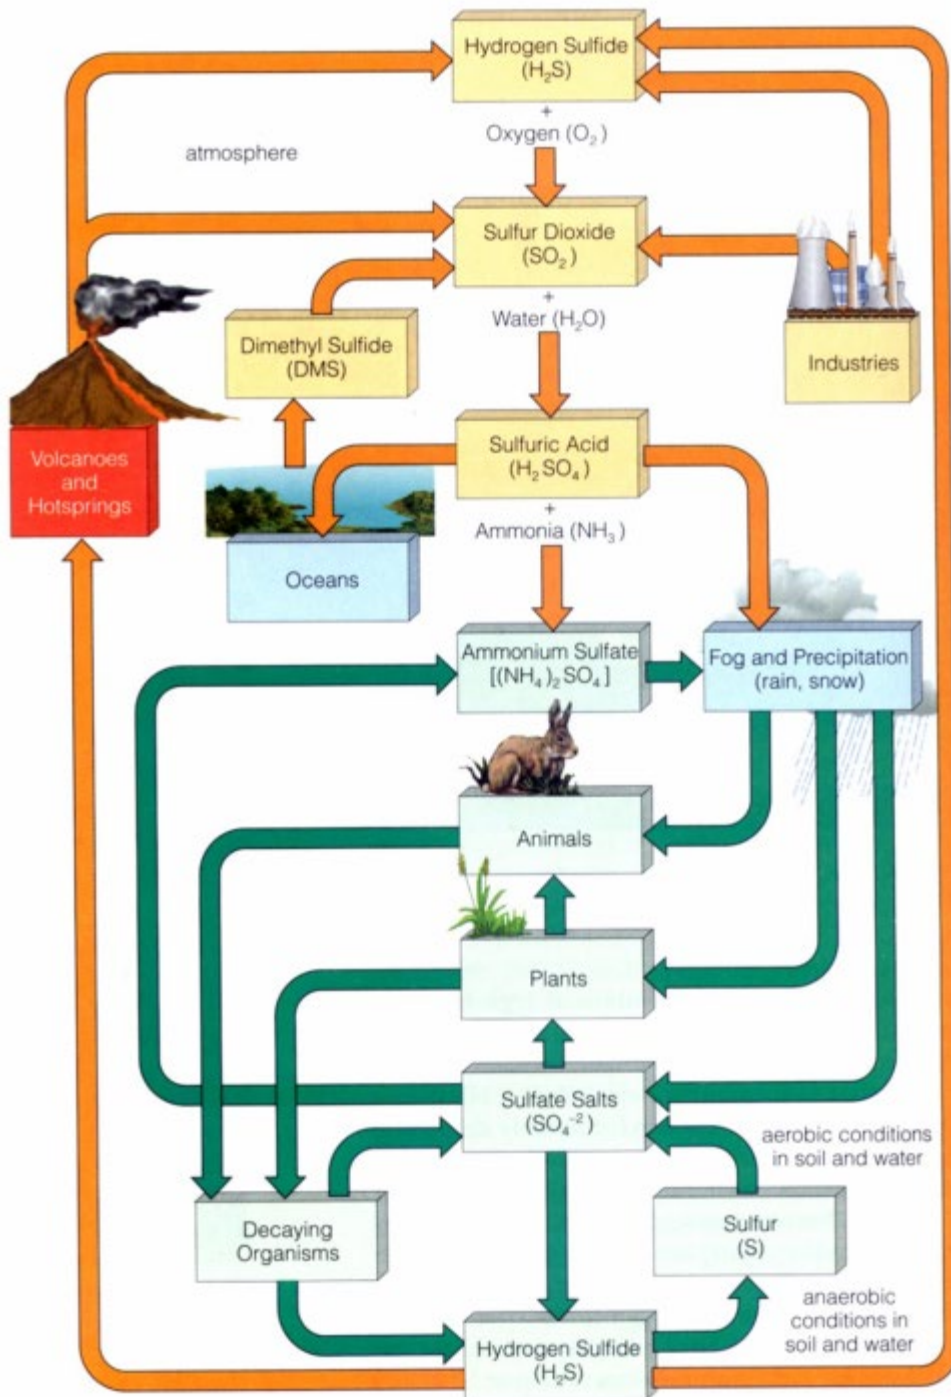 Hydrogen Sulfide
(H₂S)
+
Oxygen (O₂)
atmosphere
Sulfur Dioxide
(SO₂)
+
Water (H₂O)
Dimethyl Sulfide
(DMS)
Industries
Volcanoes
and
Hotsprings
Sulfuric Acid
(H₂SO₄)
+
Ammonia (NH₃)
Oceans
Ammonium Sulfate
[(NH₄)₂SO₄]
Fog and Precipitation
(rain, snow)
Animals
Plants
Sulfate Salts
(SO₄⁻²)
aerobic conditions
in soil and water
Decaying
Organisms
Sulfur
(S)
anaerobic
conditions in
soil and water
Hydrogen Sulfide
(H₂S)